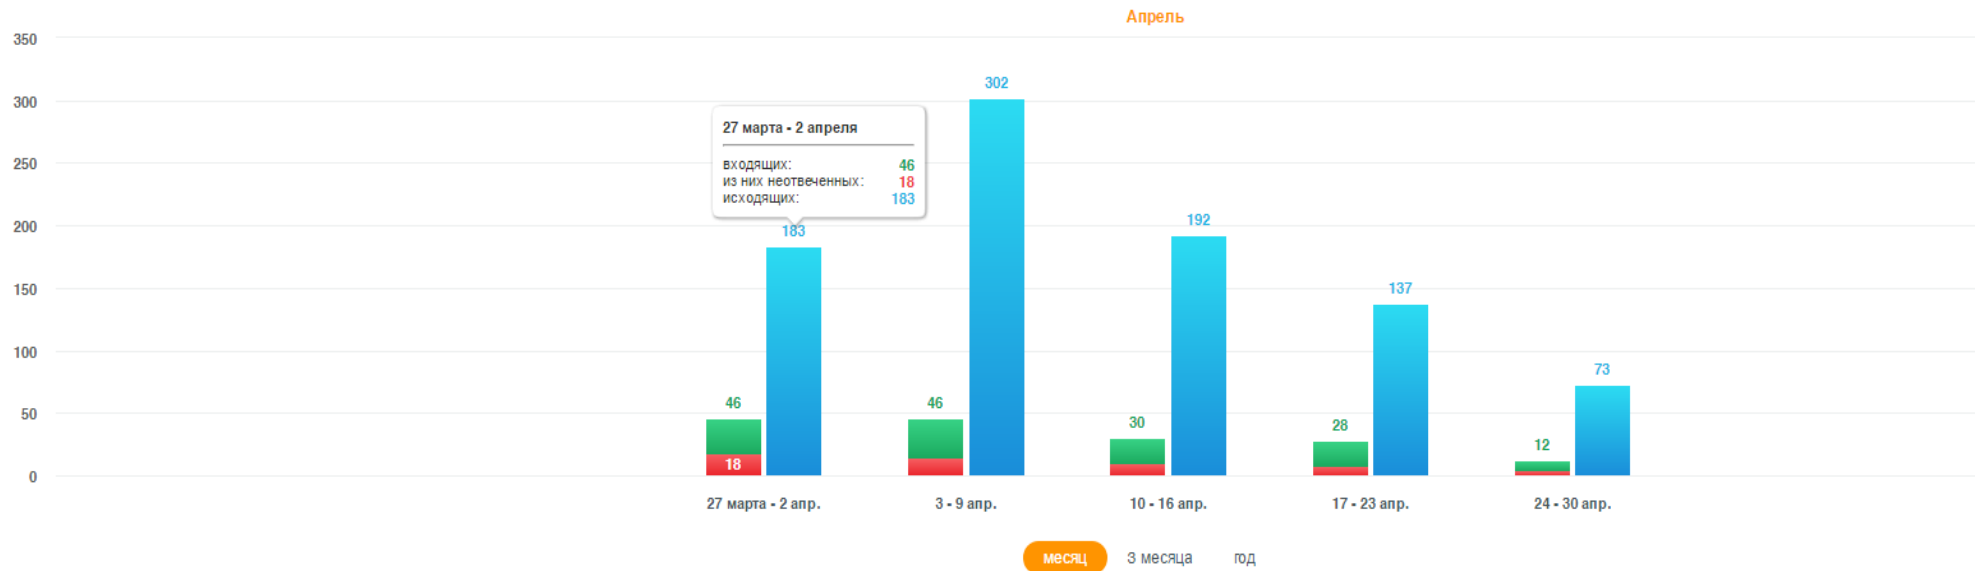 Апрель
350
300
250
200
150
100
50
0
302
27 марта - 2 апреля
входящих: 46
из них неотвеченных: 18
исходящих: 183
183
192
137
73
46
46
30
28
12
18
27 марта - 2 апр.
3 - 9 апр.
10 - 16 апр.
17 - 23 апр.
24 - 30 апр.
месяц
3 месяца
год